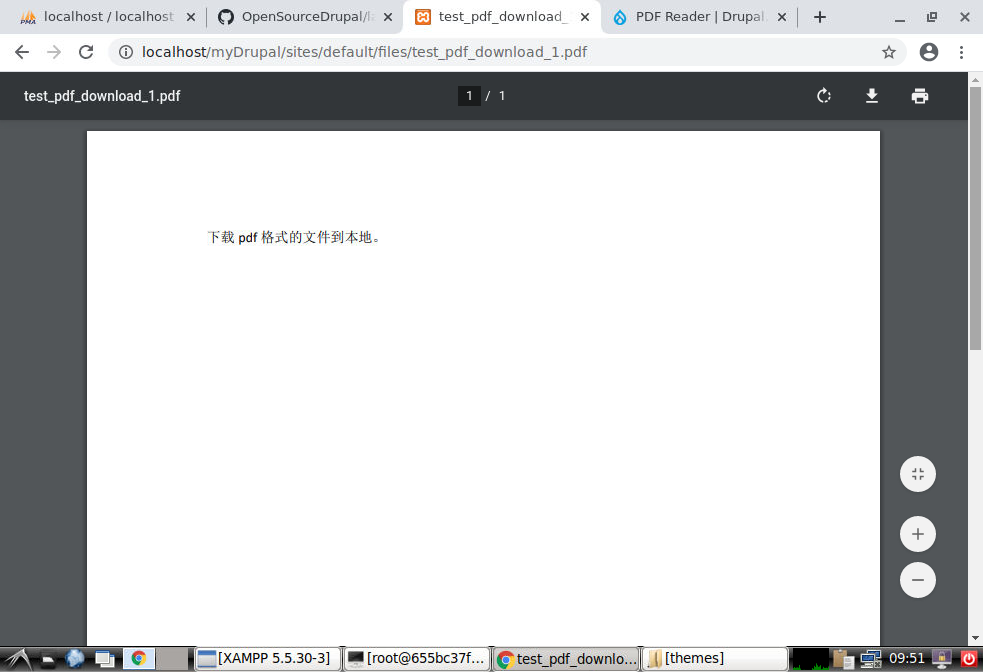 localhost / localhost
OpenSourceDrupal/
test_pdf_download_
PDF Reader | Drupal.
localhost/myDrupal/sites/default/files/test_pdf_download_1.pdf
test_pdf_download_1.pdf
1 / 1
下载 pdf 格式的文件到本地。
[XAMPP 5.5.30-3]
[root@655bc37f...
test_pdf_downlo...
[themes]
09:51